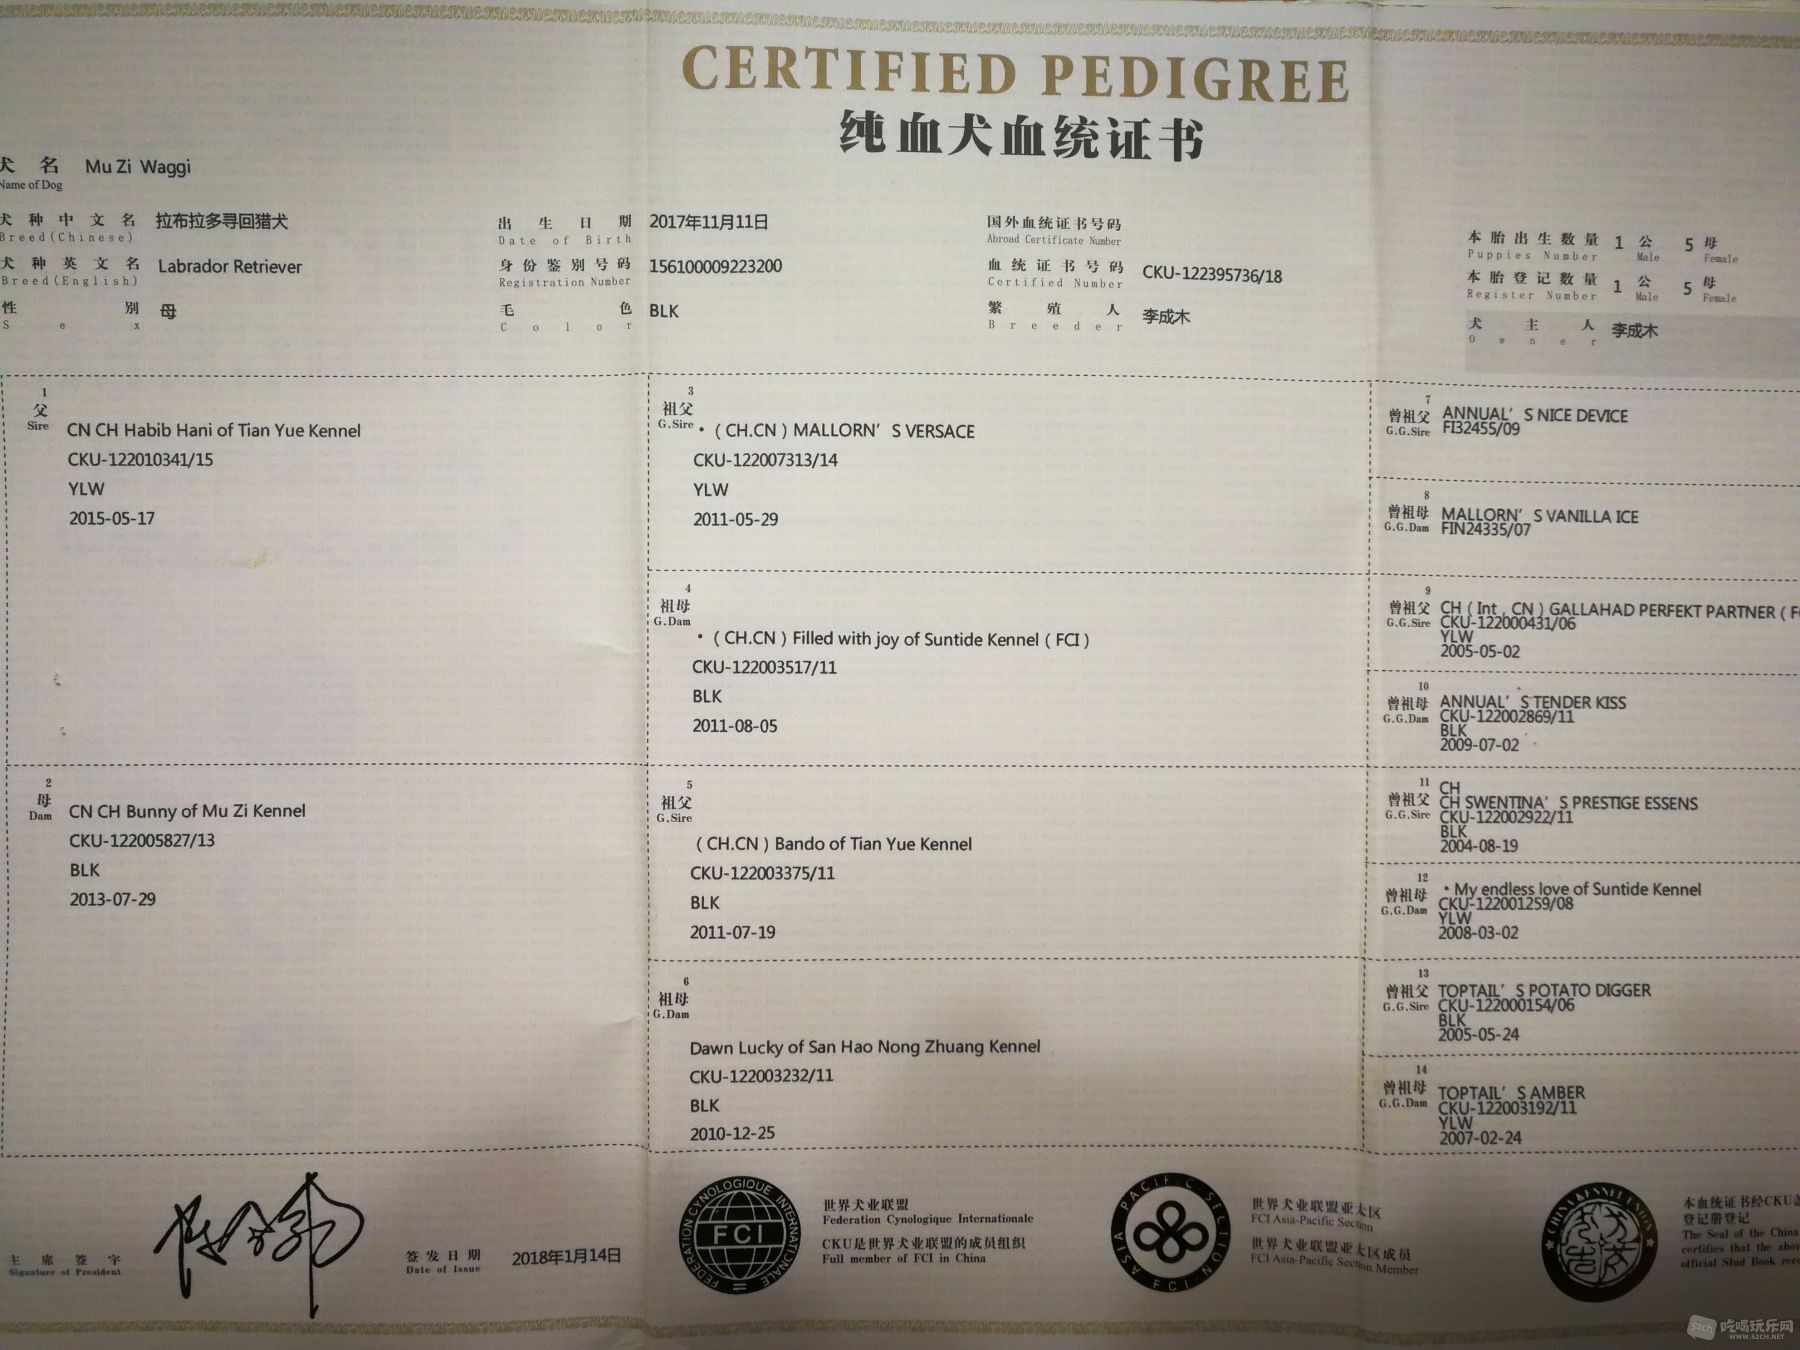 CERTIFIED PEDIGREE
纯血犬血统证书
犬名 Mu Zi Waggi
Name of Dog
犬种中文名 拉布拉多寻回猎犬
Breed(Chinese)
犬种英文名 Labrador Retriever
Breed(English)
性别 母
Sex
出生日期 2017年11月11日
Date of Birth
身份鉴别号码 156100009223200
Registration Number
毛色 BLK
Color
国外血统证书号码
Abroad Certificate Number
血统证书号码 CKU-122395736/18
Certified Number
繁殖人 李成木
Breeder
本胎出生数量 1 公 5 母
Puppies Number Male Female
本胎登记数量 1 公 5 母
Register Number Male Female
犬主人 李成木
Owner
1
父
Sire
CN CH Habib Hani of Tian Yue Kennel
CKU-122010341/15
YLW
2015-05-17
2
母
Dam
CN CH Bunny of Mu Zi Kennel
CKU-122005827/13
BLK
2013-07-29
3
祖父
G.Sire
•（CH.CN）MALLORN’S VERSACE
CKU-122007313/14
YLW
2011-05-29
4
祖母
G.Dam
•（CH.CN）Filled with joy of Suntide Kennel（FCI）
CKU-122003517/11
BLK
2011-08-05
5
祖父
G.Sire
（CH.CN）Bando of Tian Yue Kennel
CKU-122003375/11
BLK
2011-07-19
6
祖母
G.Dam
Dawn Lucky of San Hao Nong Zhuang Kennel
CKU-122003232/11
BLK
2010-12-25
7
曾祖父
G.G.Sire
ANNUAL’S NICE DEVICE
FI32455/09
8
曾祖母
G.G.Dam
MALLORN’S VANILLA ICE
FIN24335/07
9
曾祖父
G.G.Sire
CH（Int，CN）GALLAHAD PERFEKT PARTNER（F
CKU-122000431/06
YLW
2005-05-02
10
曾祖母
G.G.Dam
ANNUAL’S TENDER KISS
CKU-122002869/11
BLK
2009-07-02
11
曾祖父
G.G.Sire
CH
CH SWENTINA’S PRESTIGE ESSENS
CKU-122002922/11
BLK
2004-08-19
12
曾祖母
G.G.Dam
•My endless love of Suntide Kennel
CKU-122001259/08
YLW
2008-03-02
13
曾祖父
G.G.Sire
TOPTAIL’S POTATO DIGGER
CKU-122000154/06
BLK
2005-05-24
14
曾祖母
G.G.Dam
TOPTAIL’S AMBER
CKU-122003192/11
YLW
2007-02-24
主席签字
Signature of President
签发日期 2018年1月14日
Date of Issue
FEDERATION CYNOLOGIQUE INTERNATIONALE
FCI
世界犬业联盟
Federation Cynologique Internationale
CKU是世界犬业联盟的成员组织
Full member of FCI in China
ASIA PACIFIC SECTION
FCI
世界犬业联盟亚太区
FCI Asia-Pacific Section
世界犬业联盟亚太区成员
FCI Asia-Pacific Section Member
CHINA KENNEL UNION
本血统证书经CKU
登记册登记
The Seal of the China
certifies that the abov
official Stud Book rec
52ch 吃喝玩乐网
WWW.52CH.NET